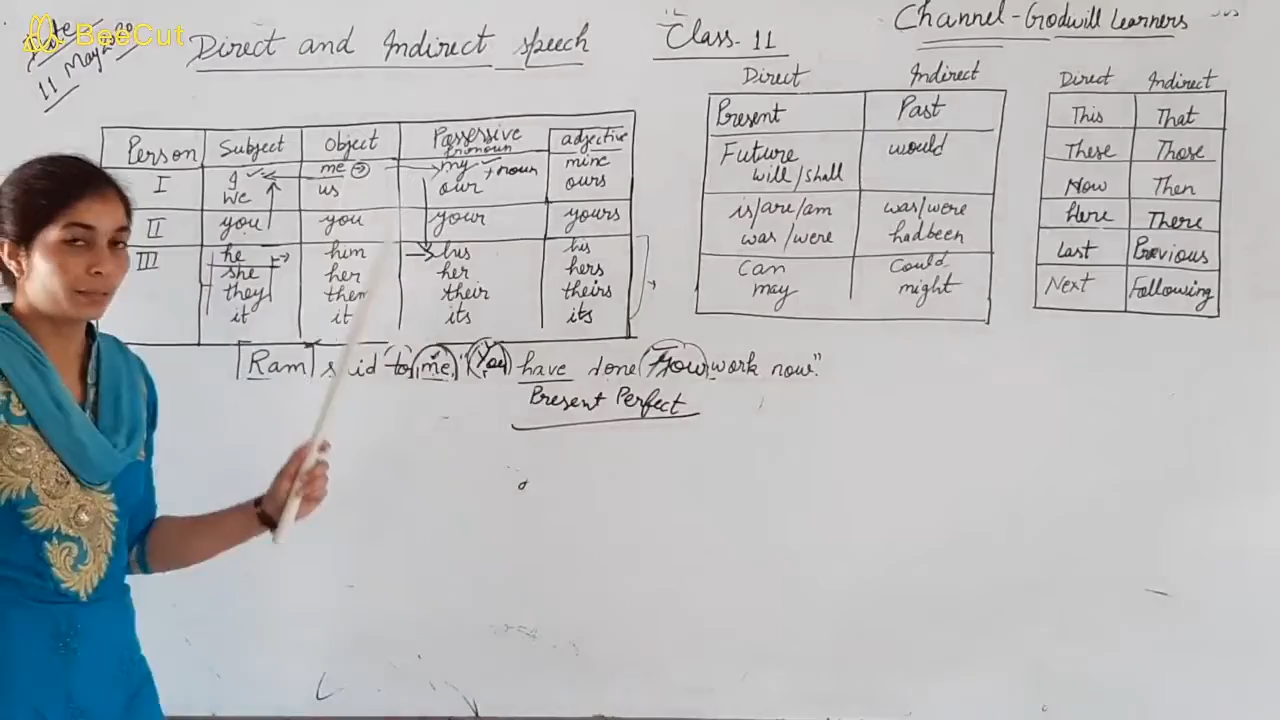 BeeCut
Date
11 May
Direct and Indirect speech
Class-11
Channel-Godwill Learners
Person Subject Object Possessive pronoun adjective
I I me my + noun mine
we us our ours
II you you your yours
III he him his his
she her her hers
they them their theirs
it it its its
Direct Indirect
Present Past
Future would
will/shall
is/are/am was/were
was/were hadbeen
can Could
may might
Direct Indirect
This That
These Those
Now Then
Here There
Last Previous
Next Following
Ram said to me "You have done your work now."
Present Perfect